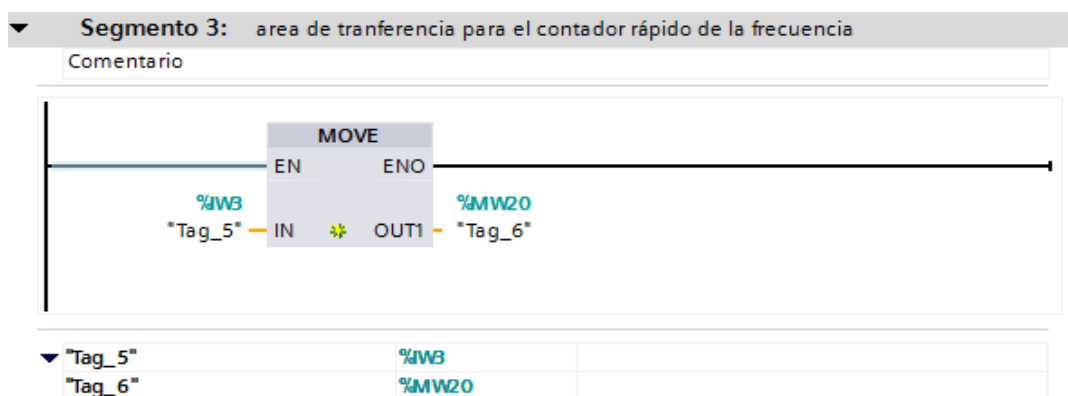 Segmento 3: area de tranferencia para el contador rápido de la frecuencia
Comentario
MOVE
EN ENO
%IW3 %MW20
"Tag_5" IN OUT1 "Tag_6"
"Tag_5" %IW3
"Tag_6" %MW20